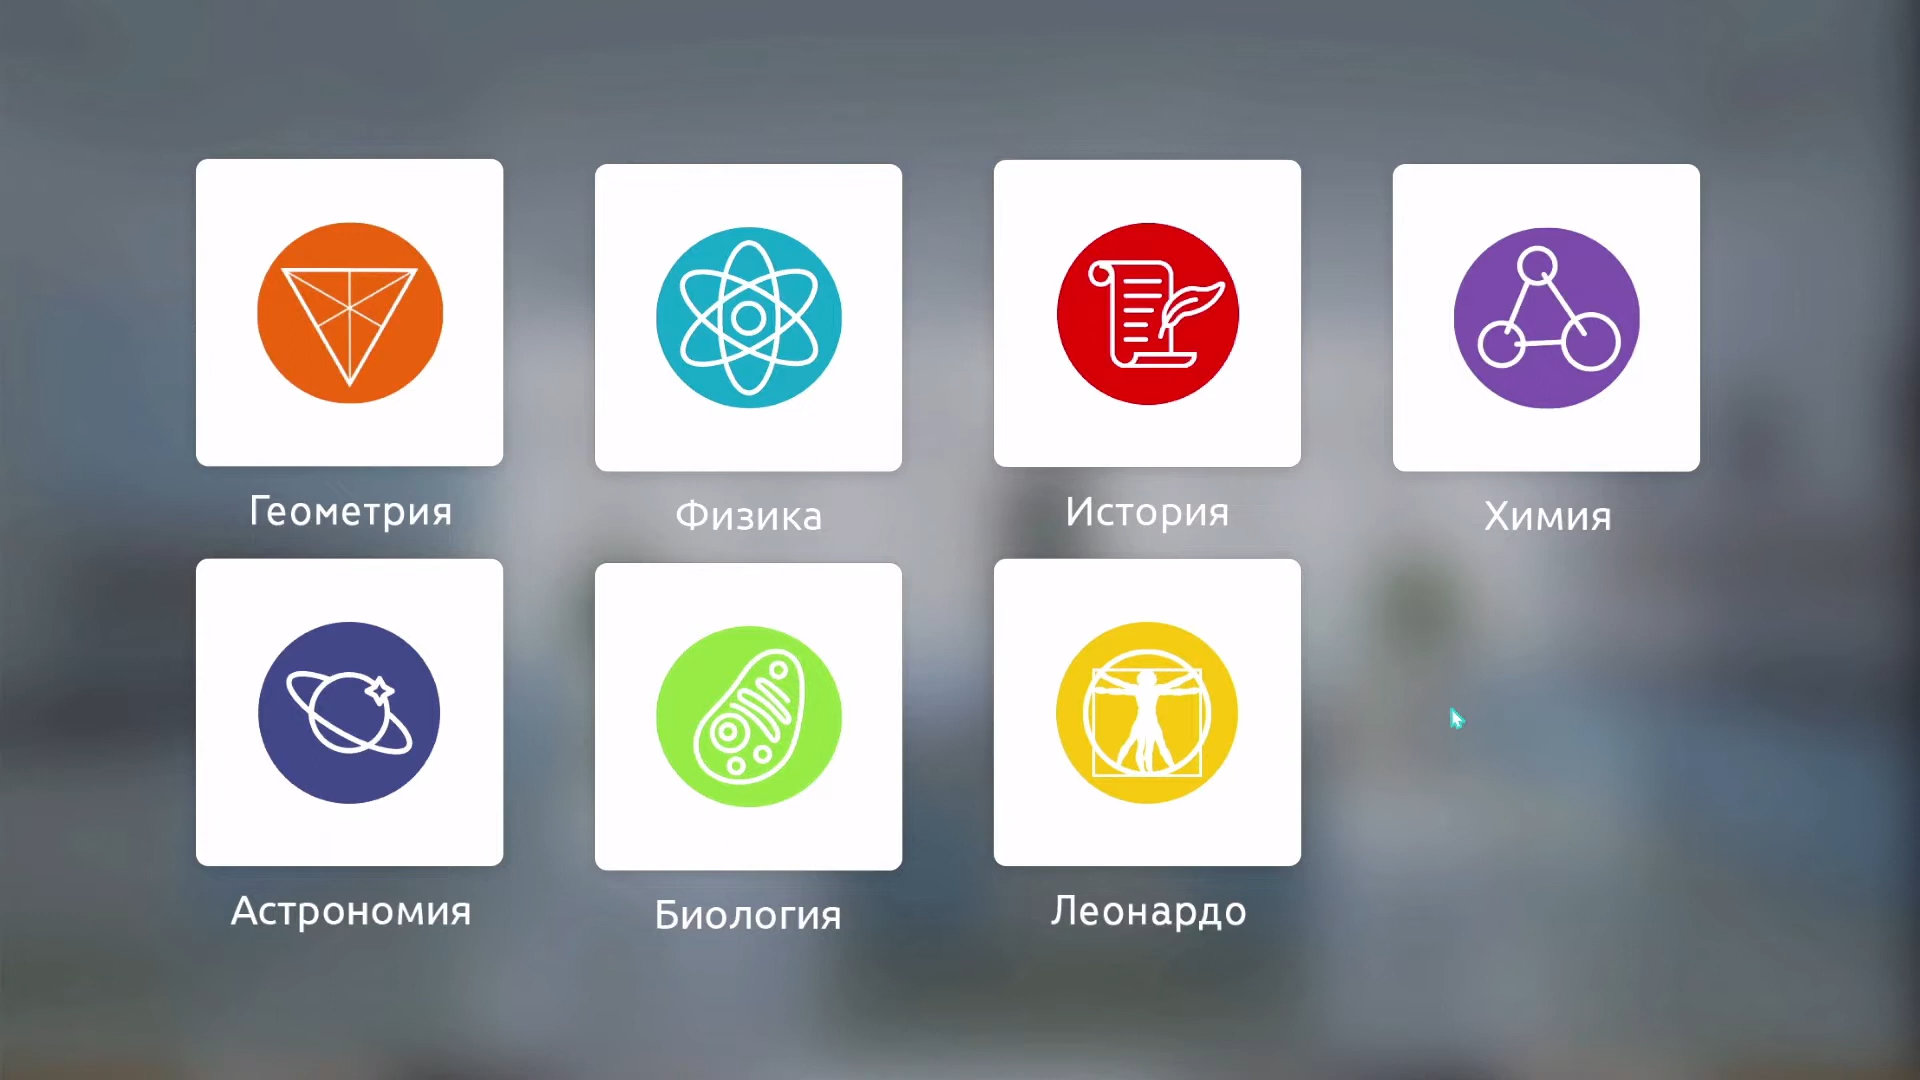 Геометрия
Физика
История
Химия
Астрономия
Биология
Леонардо